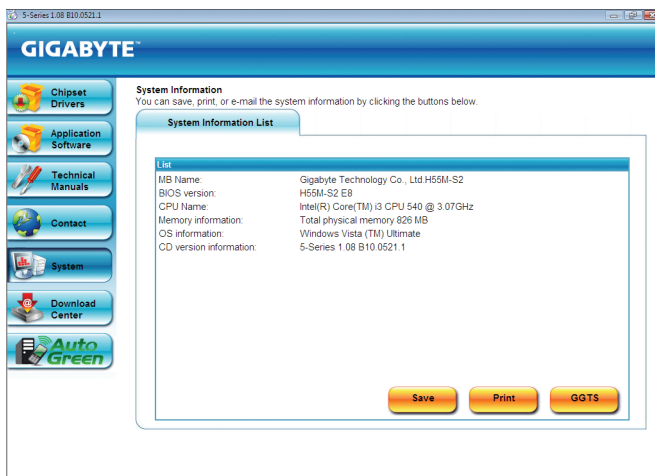 5-Series 1.08 B10.0521.1
GIGABYTE™
Chipset
Drivers
Application
Software
Technical
Manuals
Contact
System
Download
Center
Auto
Green
System Information
You can save, print, or e-mail the system information by clicking the buttons below.
System Information List
List
MB Name: Gigabyte Technology Co., Ltd.H55M-S2
BIOS version: H55M-S2 E8
CPU Name: Intel(R) Core(TM) i3 CPU 540 @ 3.07GHz
Memory information: Total physical memory 826 MB
OS information: Windows Vista (TM) Ultimate
CD version information: 5-Series 1.08 B10.0521.1
Save Print GGTS